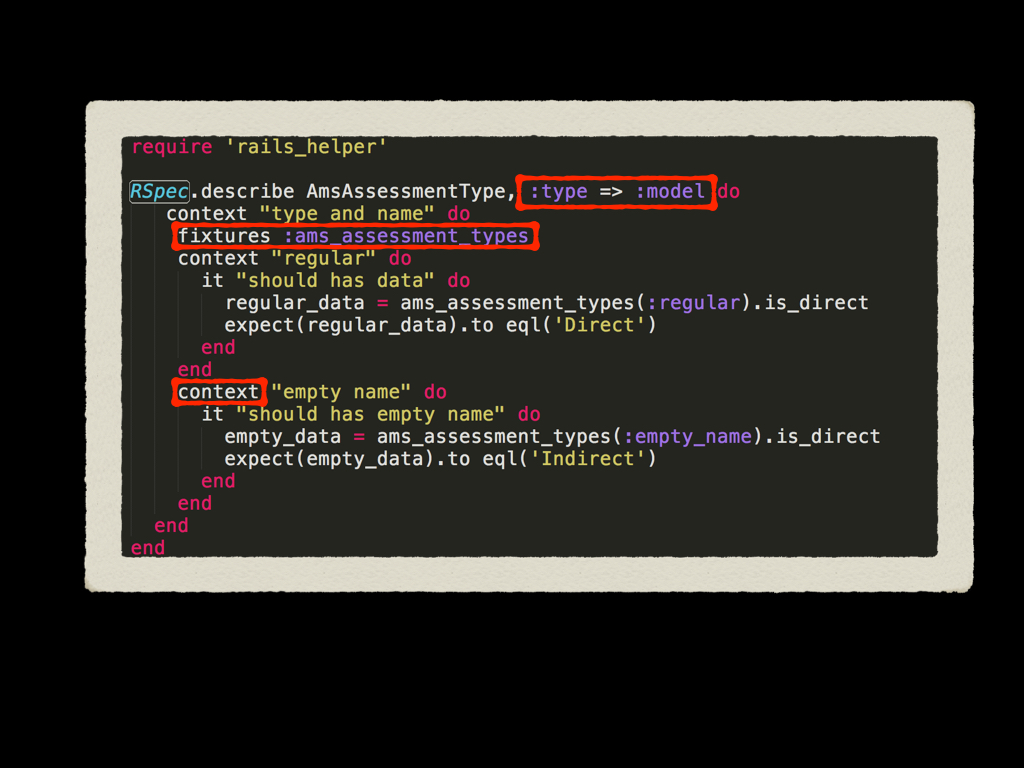 require 'rails_helper'
RSpec.describe AmsAssessmentType, :type => :model do
context "type and name" do
fixtures :ams_assessment_types
context "regular" do
it "should has data" do
regular_data = ams_assessment_types(:regular).is_direct
expect(regular_data).to eql('Direct')
end
end
context "empty name" do
it "should has empty name" do
empty_data = ams_assessment_types(:empty_name).is_direct
expect(empty_data).to eql('Indirect')
end
end
end
end